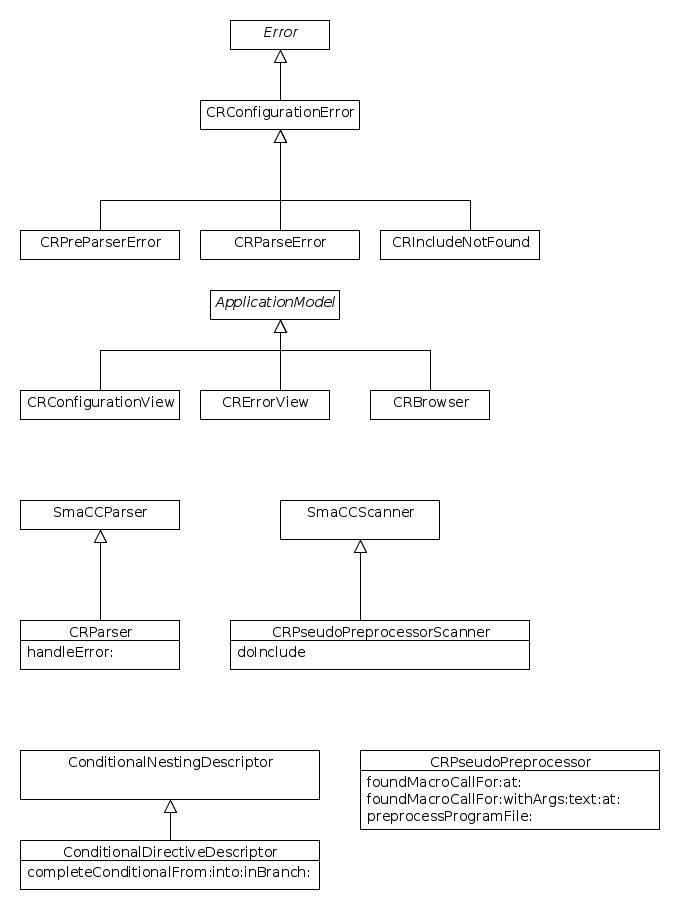 Error
CRConfigurationError
CRPreParserError
CRParseError
CRIncludeNotFound
ApplicationModel
CRConfigurationView
CRErrorView
CRBrowser
SmaCCParser
SmaCCScanner
CRParser
handleError:
CRPseudoPreprocessorScanner
doInclude
ConditionalNestingDescriptor
CRPseudoPreprocessor
foundMacroCallFor:at:
foundMacroCallFor:withArgs:text:at:
preprocessProgramFile:
ConditionalDirectiveDescriptor
completeConditionalFrom:into:inBranch: